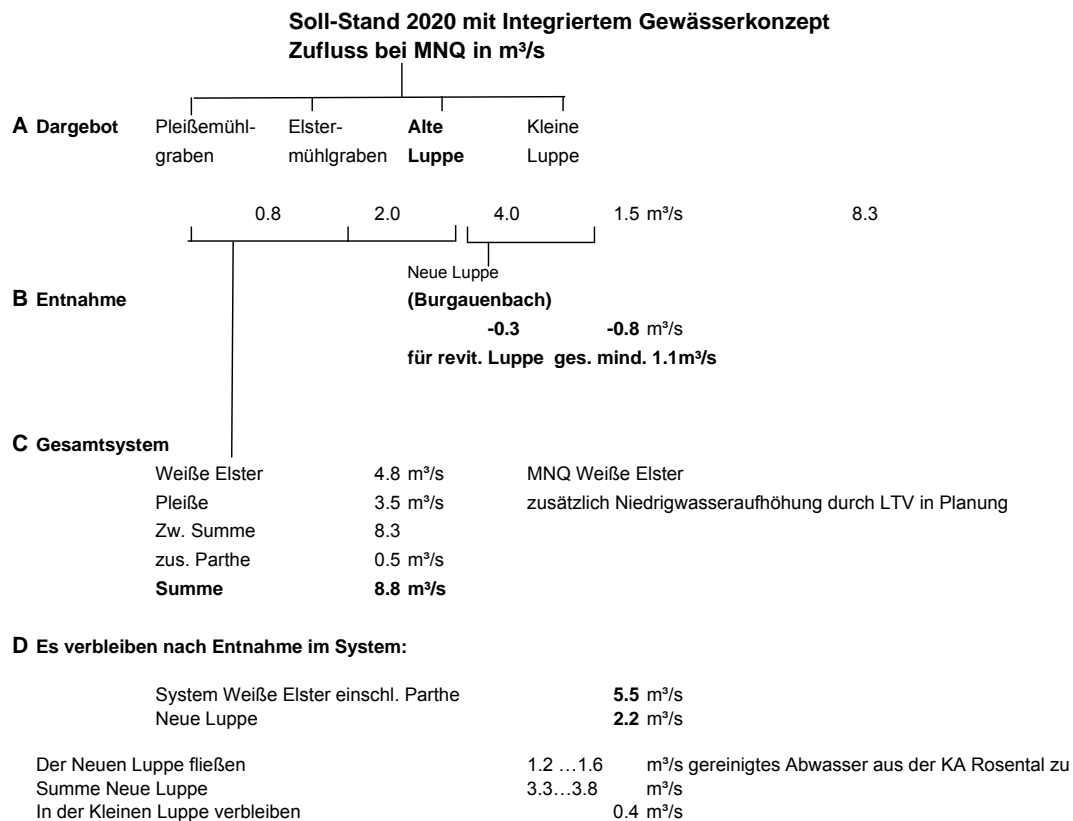 Soll-Stand 2020 mit Integriertem Gewässerkonzept
Zufluss bei MNQ in m³/s
A Dargebot Pleißemühl- Elster- Alte Kleine
graben mühlgraben Luppe Luppe
0.8 2.0 4.0 1.5 m³/s 8.3
Neue Luppe
B Entnahme (Burgauenbach)
-0.3 -0.8 m³/s
für revit. Luppe ges. mind. 1.1m³/s
C Gesamtsystem
Weiße Elster 4.8 m³/s MNQ Weiße Elster
Pleiße 3.5 m³/s zusätzlich Niedrigwasseraufhöhung durch LTV in Planung
Zw. Summe 8.3
zus. Parthe 0.5 m³/s
Summe 8.8 m³/s
D Es verbleiben nach Entnahme im System:
System Weiße Elster einschl. Parthe 5.5 m³/s
Neue Luppe 2.2 m³/s
Der Neuen Luppe fließen 1.2 …1.6 m³/s gereinigtes Abwasser aus der KA Rosental zu
Summe Neue Luppe 3.3…3.8 m³/s
In der Kleinen Luppe verbleiben 0.4 m³/s